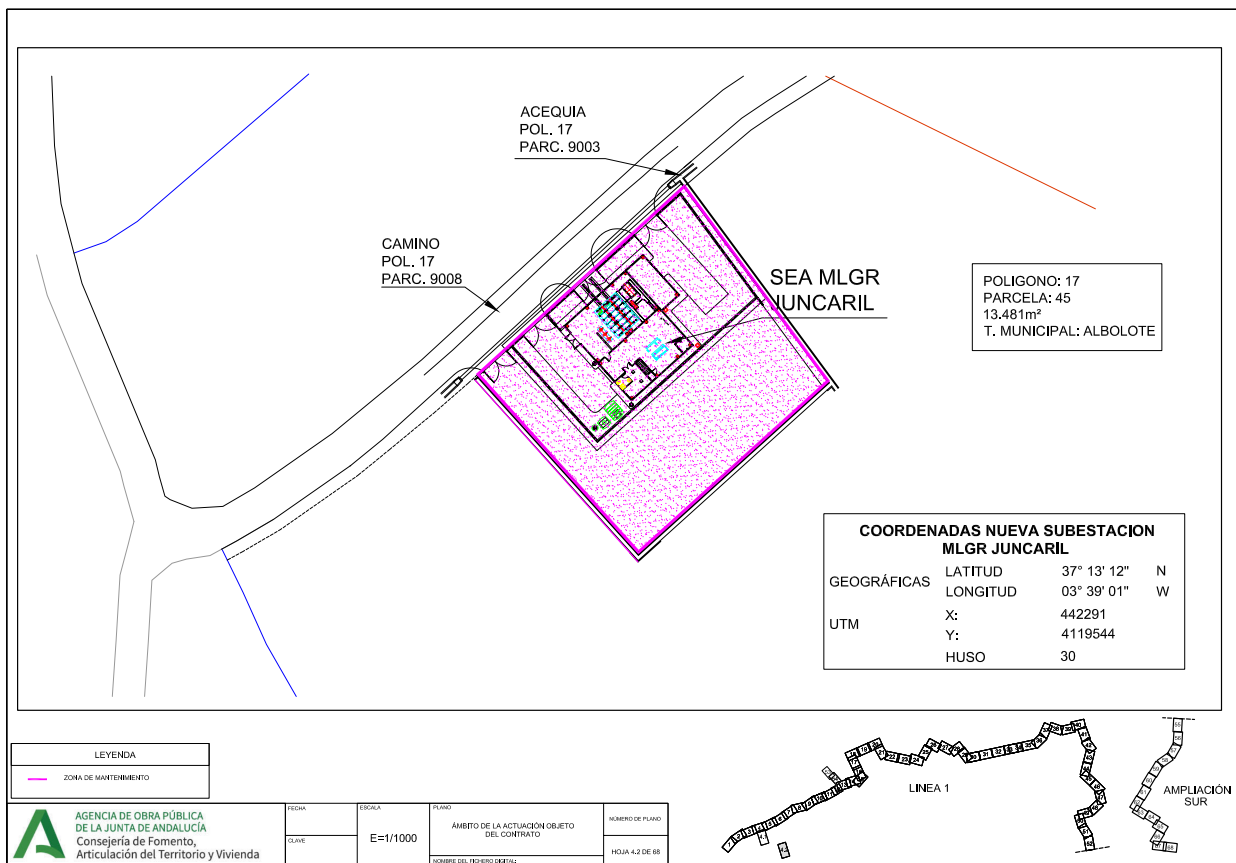 ACEQUIA
POL. 17
PARC. 9003
CAMINO
POL. 17
PARC. 9008
SEA MLGR
JUNCARIL
POLIGONO: 17
PARCELA: 45
13.481m²
T. MUNICIPAL: ALBOLOTE
COORDENADAS NUEVA SUBESTACION
MLGR JUNCARIL
GEOGRÁFICAS LATITUD 37° 13' 12" N
LONGITUD 03° 39' 01" W
UTM X: 442291
Y: 4119544
HUSO 30
LEYENDA
ZONA DE MANTENIMIENTO
LINEA 1
AMPLIACIÓN
SUR
AGENCIA DE OBRA PÚBLICA
DE LA JUNTA DE ANDALUCÍA
Consejería de Fomento,
Articulación del Territorio y Vivienda
FECHA
CLAVE
ESCALA
E=1/1000
PLANO
ÁMBITO DE LA ACTUACIÓN OBJETO
DEL CONTRATO
NOMBRE DEL FICHERO DIGITAL:
NÚMERO DE PLANO
HOJA 4.2 DE 68